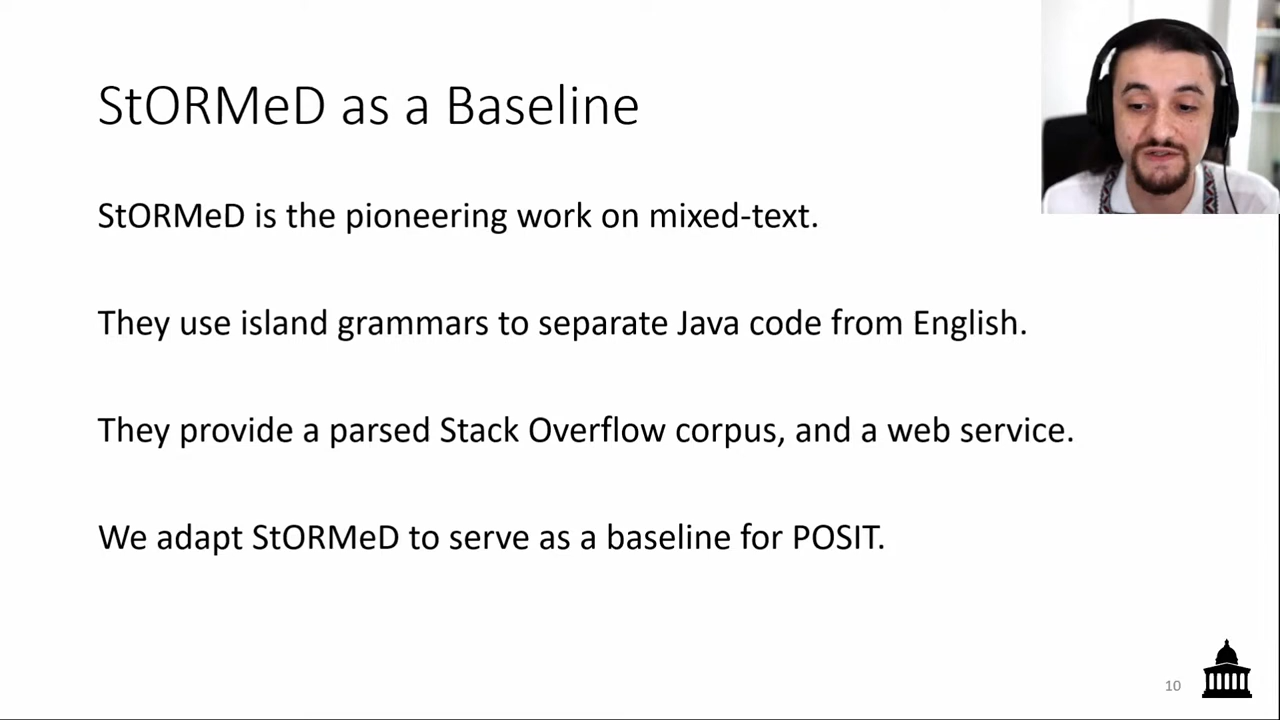 StORMeD as a Baseline
StORMeD is the pioneering work on mixed-text.
They use island grammars to separate Java code from English.
They provide a parsed Stack Overflow corpus, and a web service.
We adapt StORMeD to serve as a baseline for POSIT.
10